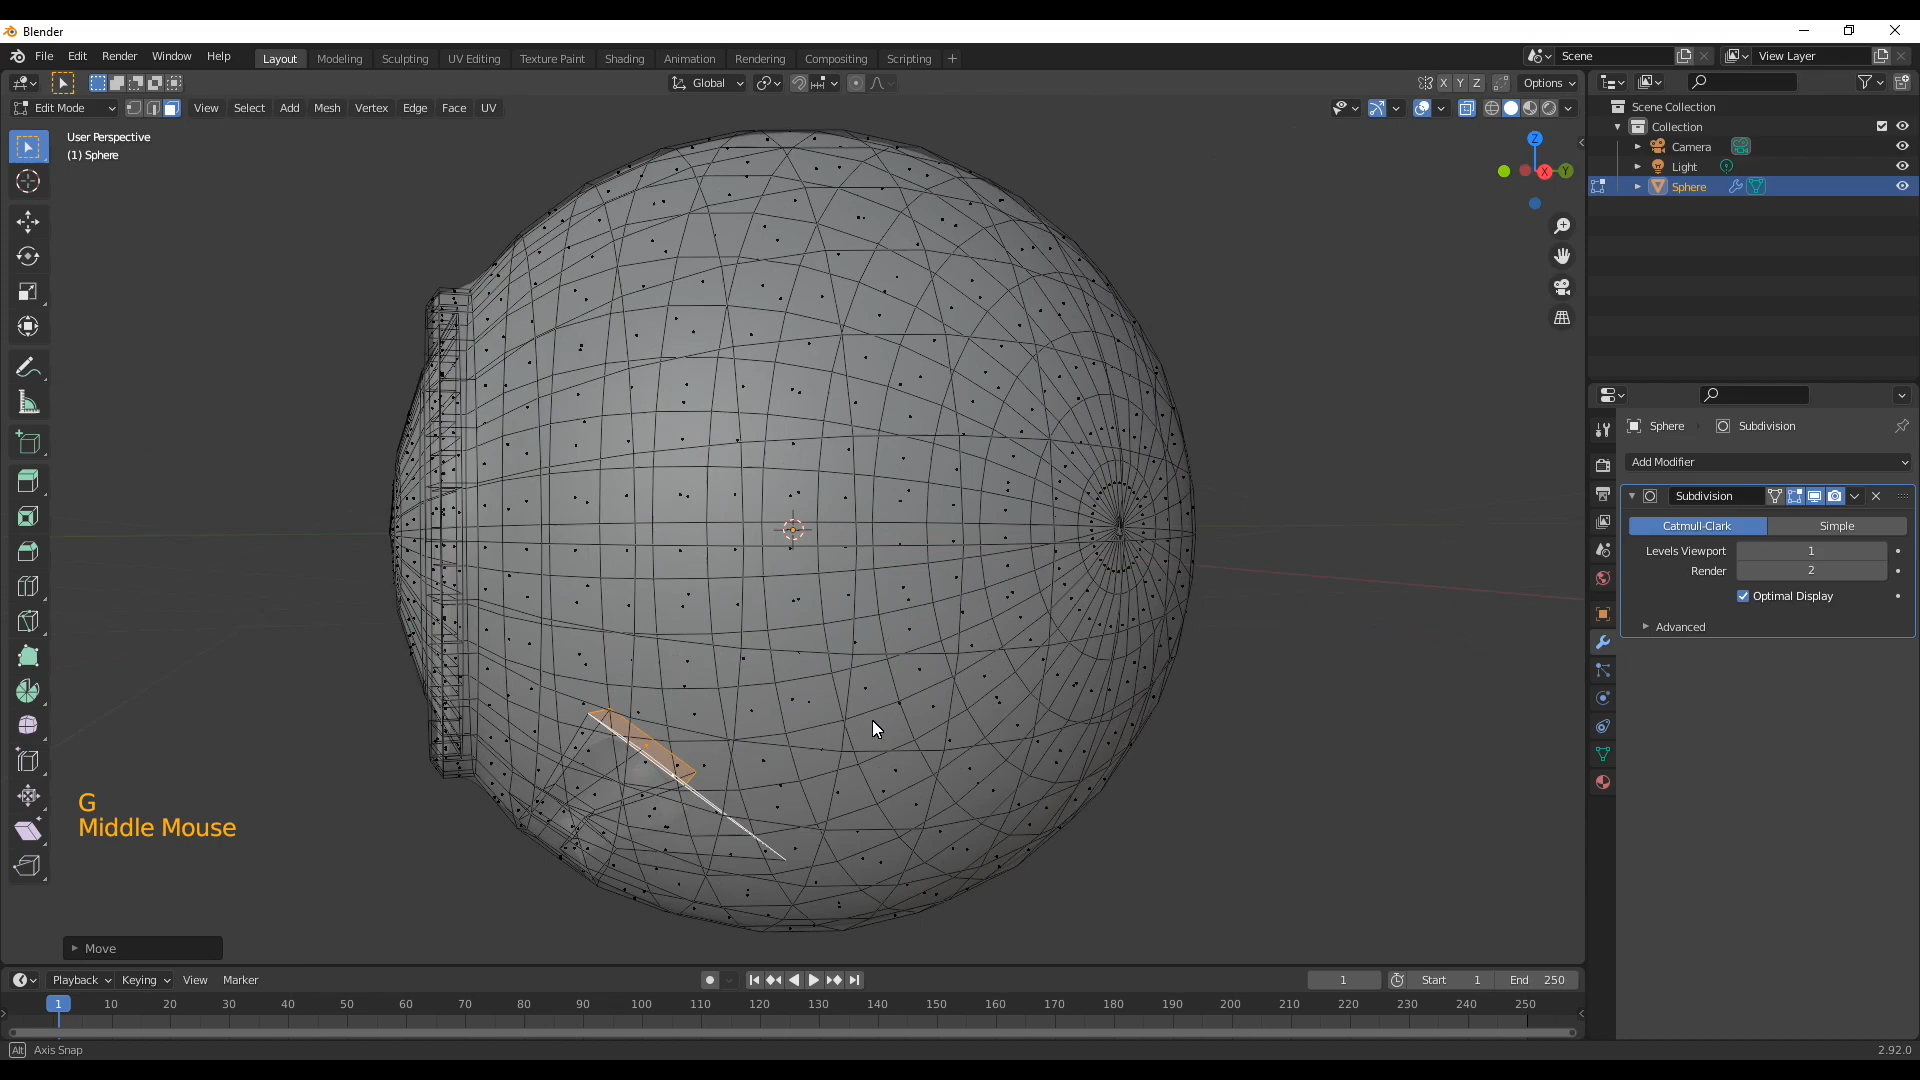 Blender
File Edit Render Window Help Layout Modeling Sculpting UV Editing Texture Paint Shading Animation Rendering Compositing Scripting + Scene View Layer
Global X Y Z Options
Edit Mode View Select Add Mesh Vertex Edge Face UV
User Perspective
(1) Sphere
Z
X Y
Scene Collection
Collection
Camera
Light
Sphere
Sphere Subdivision
Add Modifier
Subdivision
Catmull-Clark Simple
Levels Viewport 1
Render 2
Optimal Display
Advanced
G
Middle Mouse
Move
Playback Keying View Marker 1 Start 1 End 250
1 10 20 30 40 50 60 70 80 90 100 110 120 130 140 150 160 170 180 190 200 210 220 230 240 250
Alt Axis Snap 2.92.0